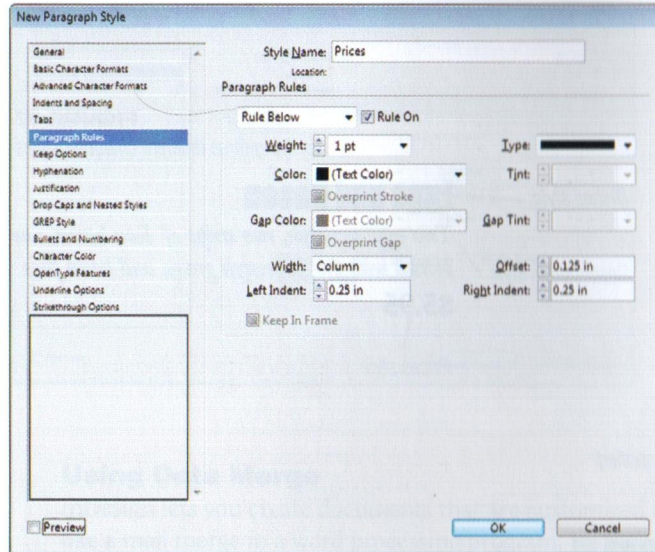 New Paragraph Style
General
Basic Character Formats
Advanced Character Formats
Indents and Spacing
Tabs
Paragraph Rules
Keep Options
Hyphenation
Justification
Drop Caps and Nested Styles
GREP Style
Bullets and Numbering
Character Color
OpenType Features
Underline Options
Strikethrough Options
Style Name: Prices
Location:
Paragraph Rules
Rule Below Rule On
Weight: 1 pt Type:
Color: (Text Color) Tint:
Overprint Stroke
Gap Color: (Text Color) Gap Tint:
Overprint Gap
Width: Column Offset: 0.125 in
Left Indent: 0.25 in Right Indent: 0.25 in
Keep In Frame
Preview OK Cancel